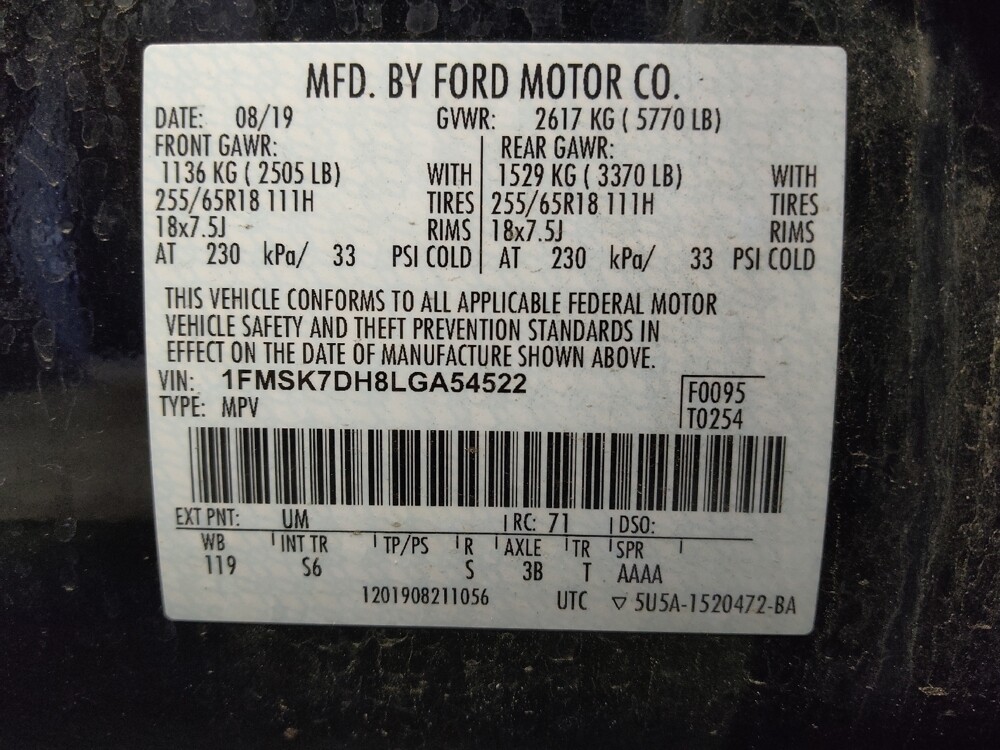 MFD. BY FORD MOTOR CO.
DATE: 08/19 GVWR: 2617 KG ( 5770 LB)
FRONT GAWR: REAR GAWR:
1136 KG ( 2505 LB) WITH 1529 KG ( 3370 LB) WITH
255/65R18 111H TIRES 255/65R18 111H TIRES
18x7.5J RIMS 18x7.5J RIMS
AT 230 kPa/ 33 PSI COLD AT 230 kPa/ 33 PSI COLD
THIS VEHICLE CONFORMS TO ALL APPLICABLE FEDERAL MOTOR
VEHICLE SAFETY AND THEFT PREVENTION STANDARDS IN
EFFECT ON THE DATE OF MANUFACTURE SHOWN ABOVE.
VIN: 1FMSK7DH8LGA54522
F0095
TYPE: MPV
T0254
EXT PNT: UM RC: 71 DSO:
WB INT TR TP/PS R AXLE TR SPR
119 S6 S 3B T AAAA
1201908211056 UTC ▽ 5U5A-1520472-BA